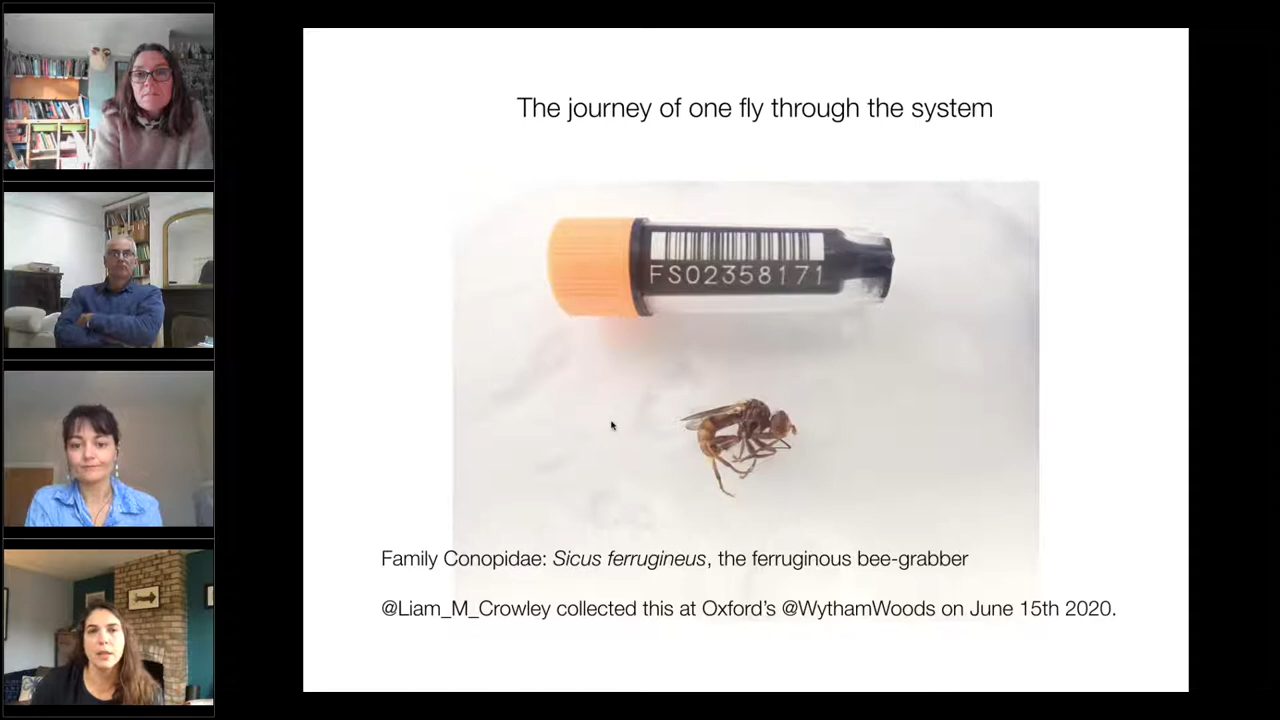 The journey of one fly through the system
FS02358171
Family Conopidae: Sicus ferrugineus, the ferruginous bee-grabber
@Liam_M_Crowley collected this at Oxford’s @WythamWoods on June 15th 2020.